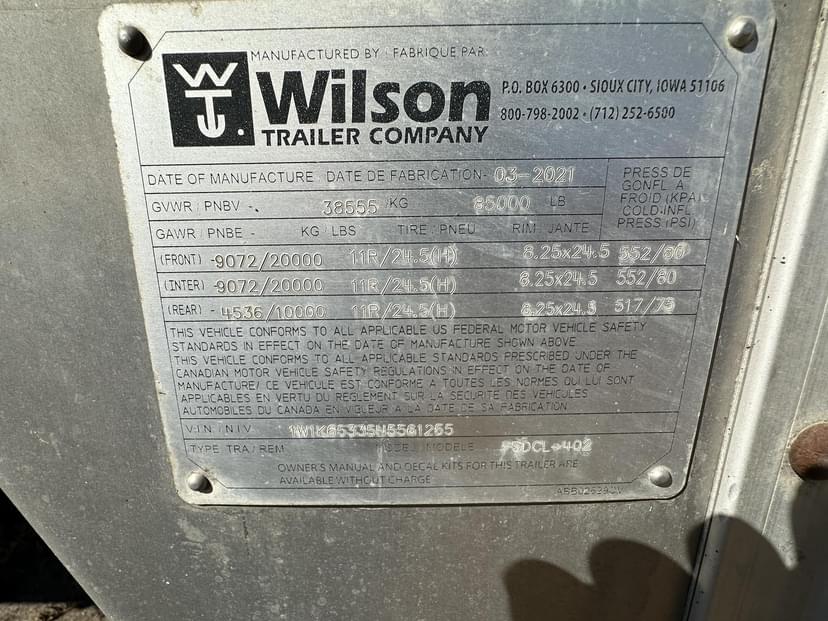 MANUFACTURED BY / FABRIQUE PAR:
WT
Wilson
TRAILER COMPANY
P.O. BOX 6300 • SIOUX CITY, IOWA 51106
800-798-2002 • (712) 252-6500
DATE OF MANUFACTURE / DATE DE FABRICATION - 03-2021
GVWR / PNBV - 38555 / KG 85000 LB
PRESS DE
GONFL A
FROID (KPA)
COLD-INFL
PRESS (PSI)
GAWR / PNBE - KG / LBS TIRE / PNEU RIM / JANTE
(FRONT) - 9072/20000 11R/24.5(H) 8.25x24.5 552/80
(INTER) - 9072/20000 11R/24.5(H) 8.25x24.5 552/80
(REAR) - 4536/10000 11R/24.5(H) 8.25x24.5 517/75
THIS VEHICLE CONFORMS TO ALL APPLICABLE US FEDERAL MOTOR VEHICLE SAFETY
STANDARDS IN EFFECT ON THE DATE OF MANUFACTURE SHOWN ABOVE
THIS VEHICLE CONFORMS TO ALL APPLICABLE STANDARDS PRESCRIBED UNDER THE
CANADIAN MOTOR VEHICLE SAFETY REGULATIONS IN EFFECT ON THE DATE OF
MANUFACTURE/ CE VEHICULE EST CONFORME A TOUTES LES NORMES QUI LUI SONT
APPLICABLES EN VERTU DU REGLEMENT SUR LA SECURITE DES VEHICLES
AUTOMOBILES DU CANADA EN VIGUEUR A LA DATE DE SA FABRICATION.
V.I.N. / N.I.V.
TYPE TRA / REM MODEL / MODELE
OWNER'S MANUAL AND DECAL KITS FOR THIS TRAILER ARE
AVAILABLE WITHOUT CHARGE